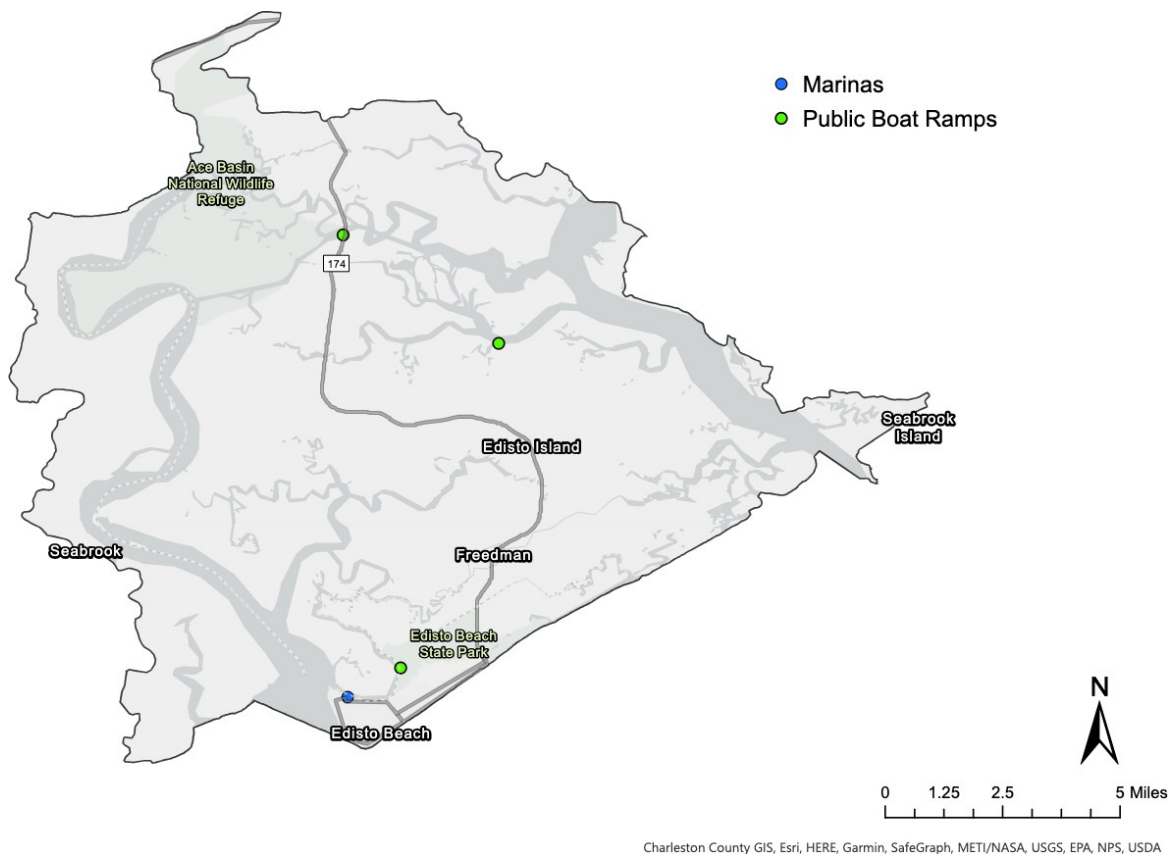 Marinas
Public Boat Ramps
Ace Basin
National Wildlife
Refuge
174
Seabrook
Island
Edisto Island
Seabrook
Freedman
Edisto Beach
State Park
Edisto Beach
N
0 1.25 2.5 5 Miles
Charleston County GIS, Esri, HERE, Garmin, SafeGraph, METI/NASA, USGS, EPA, NPS, USDA